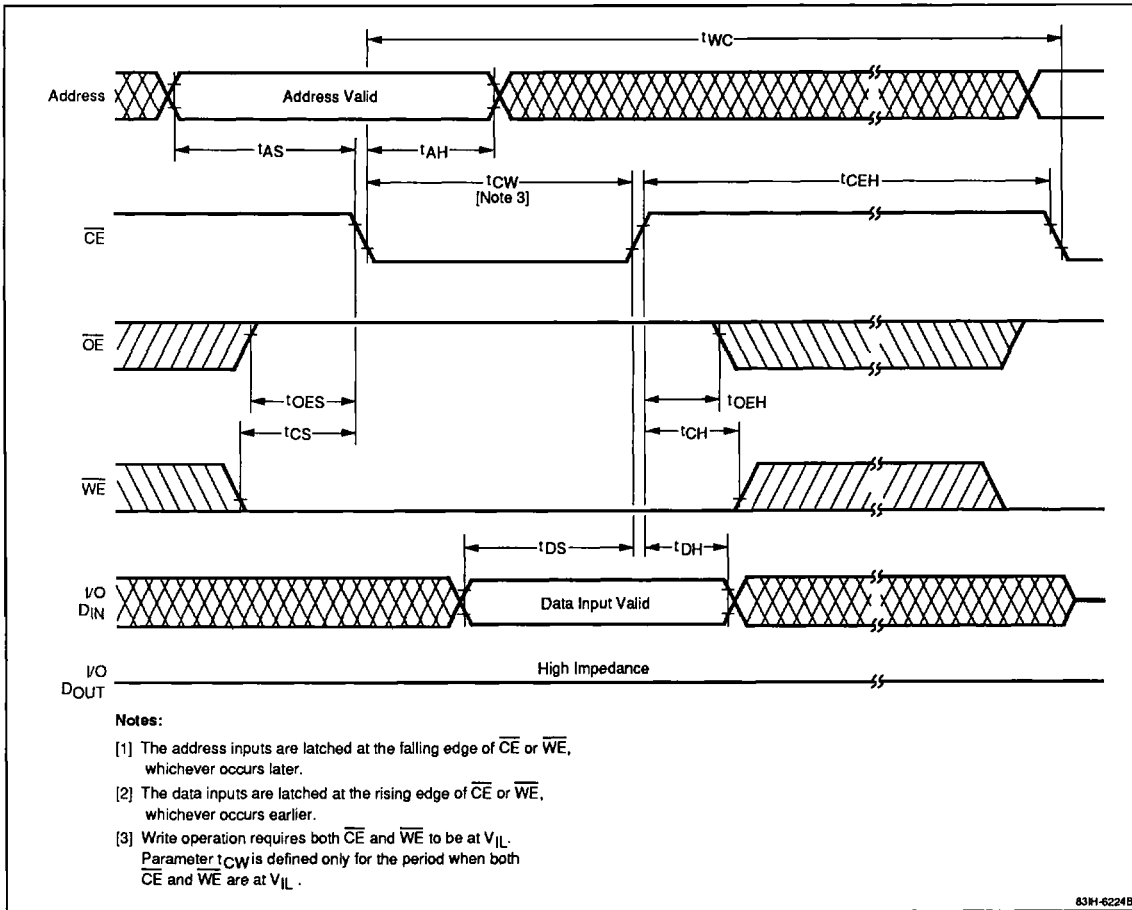 tWC
Address
Address Valid
tAS
tAH
tCW
[Note 3]
tCEH
CE
OE
tOES
tOEH
tCS
tCH
WE
tDS
tDH
I/O
DIN
Data Input Valid
I/O
DOUT
High Impedance
Notes:
[1] The address inputs are latched at the falling edge of CE or WE,
whichever occurs later.
[2] The data inputs are latched at the rising edge of CE or WE,
whichever occurs earlier.
[3] Write operation requires both CE and WE to be at VIL.
Parameter tCW is defined only for the period when both
CE and WE are at VIL .
83IH-6224B